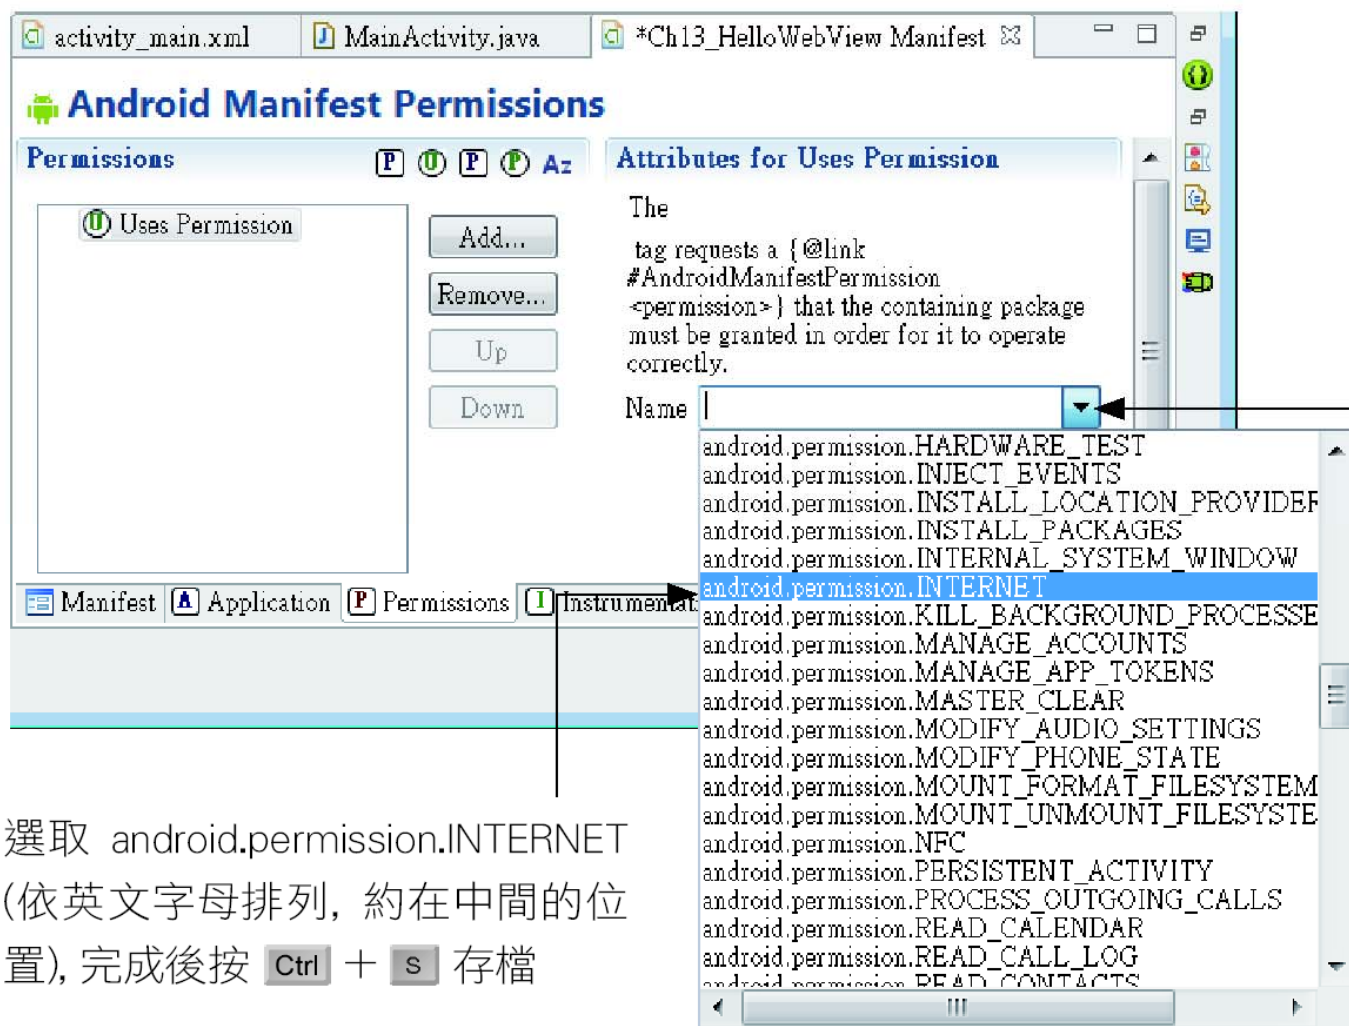 activity_main.xml
MainActivity.java
*Ch13_HelloWebView Manifest
Android Manifest Permissions
Permissions
P U P P Az
U Uses Permission
Add...
Remove...
Up
Down
Attributes for Uses Permission
The
tag requests a {@link
#AndroidManifestPermission
<permission>} that the containing package
must be granted in order for it to operate
correctly.
Name
android.permission.HARDWARE_TEST
android.permission.INJECT_EVENTS
android.permission.INSTALL_LOCATION_PROVIDER
android.permission.INSTALL_PACKAGES
android.permission.INTERNAL_SYSTEM_WINDOW
android.permission.INTERNET
android.permission.KILL_BACKGROUND_PROCESSE
android.permission.MANAGE_ACCOUNTS
android.permission.MANAGE_APP_TOKENS
android.permission.MASTER_CLEAR
android.permission.MODIFY_AUDIO_SETTINGS
android.permission.MODIFY_PHONE_STATE
android.permission.MOUNT_FORMAT_FILESYSTEM
android.permission.MOUNT_UNMOUNT_FILESYSTE
android.permission.NFC
android.permission.PERSISTENT_ACTIVITY
android.permission.PROCESS_OUTGOING_CALLS
android.permission.READ_CALENDAR
android.permission.READ_CALL_LOG
android.permission.READ_CONTACTS
Manifest A Application P Permissions I Instrumentat
選取 android.permission.INTERNET
(依英文字母排列, 約在中間的位
置), 完成後按 Ctrl + S 存檔